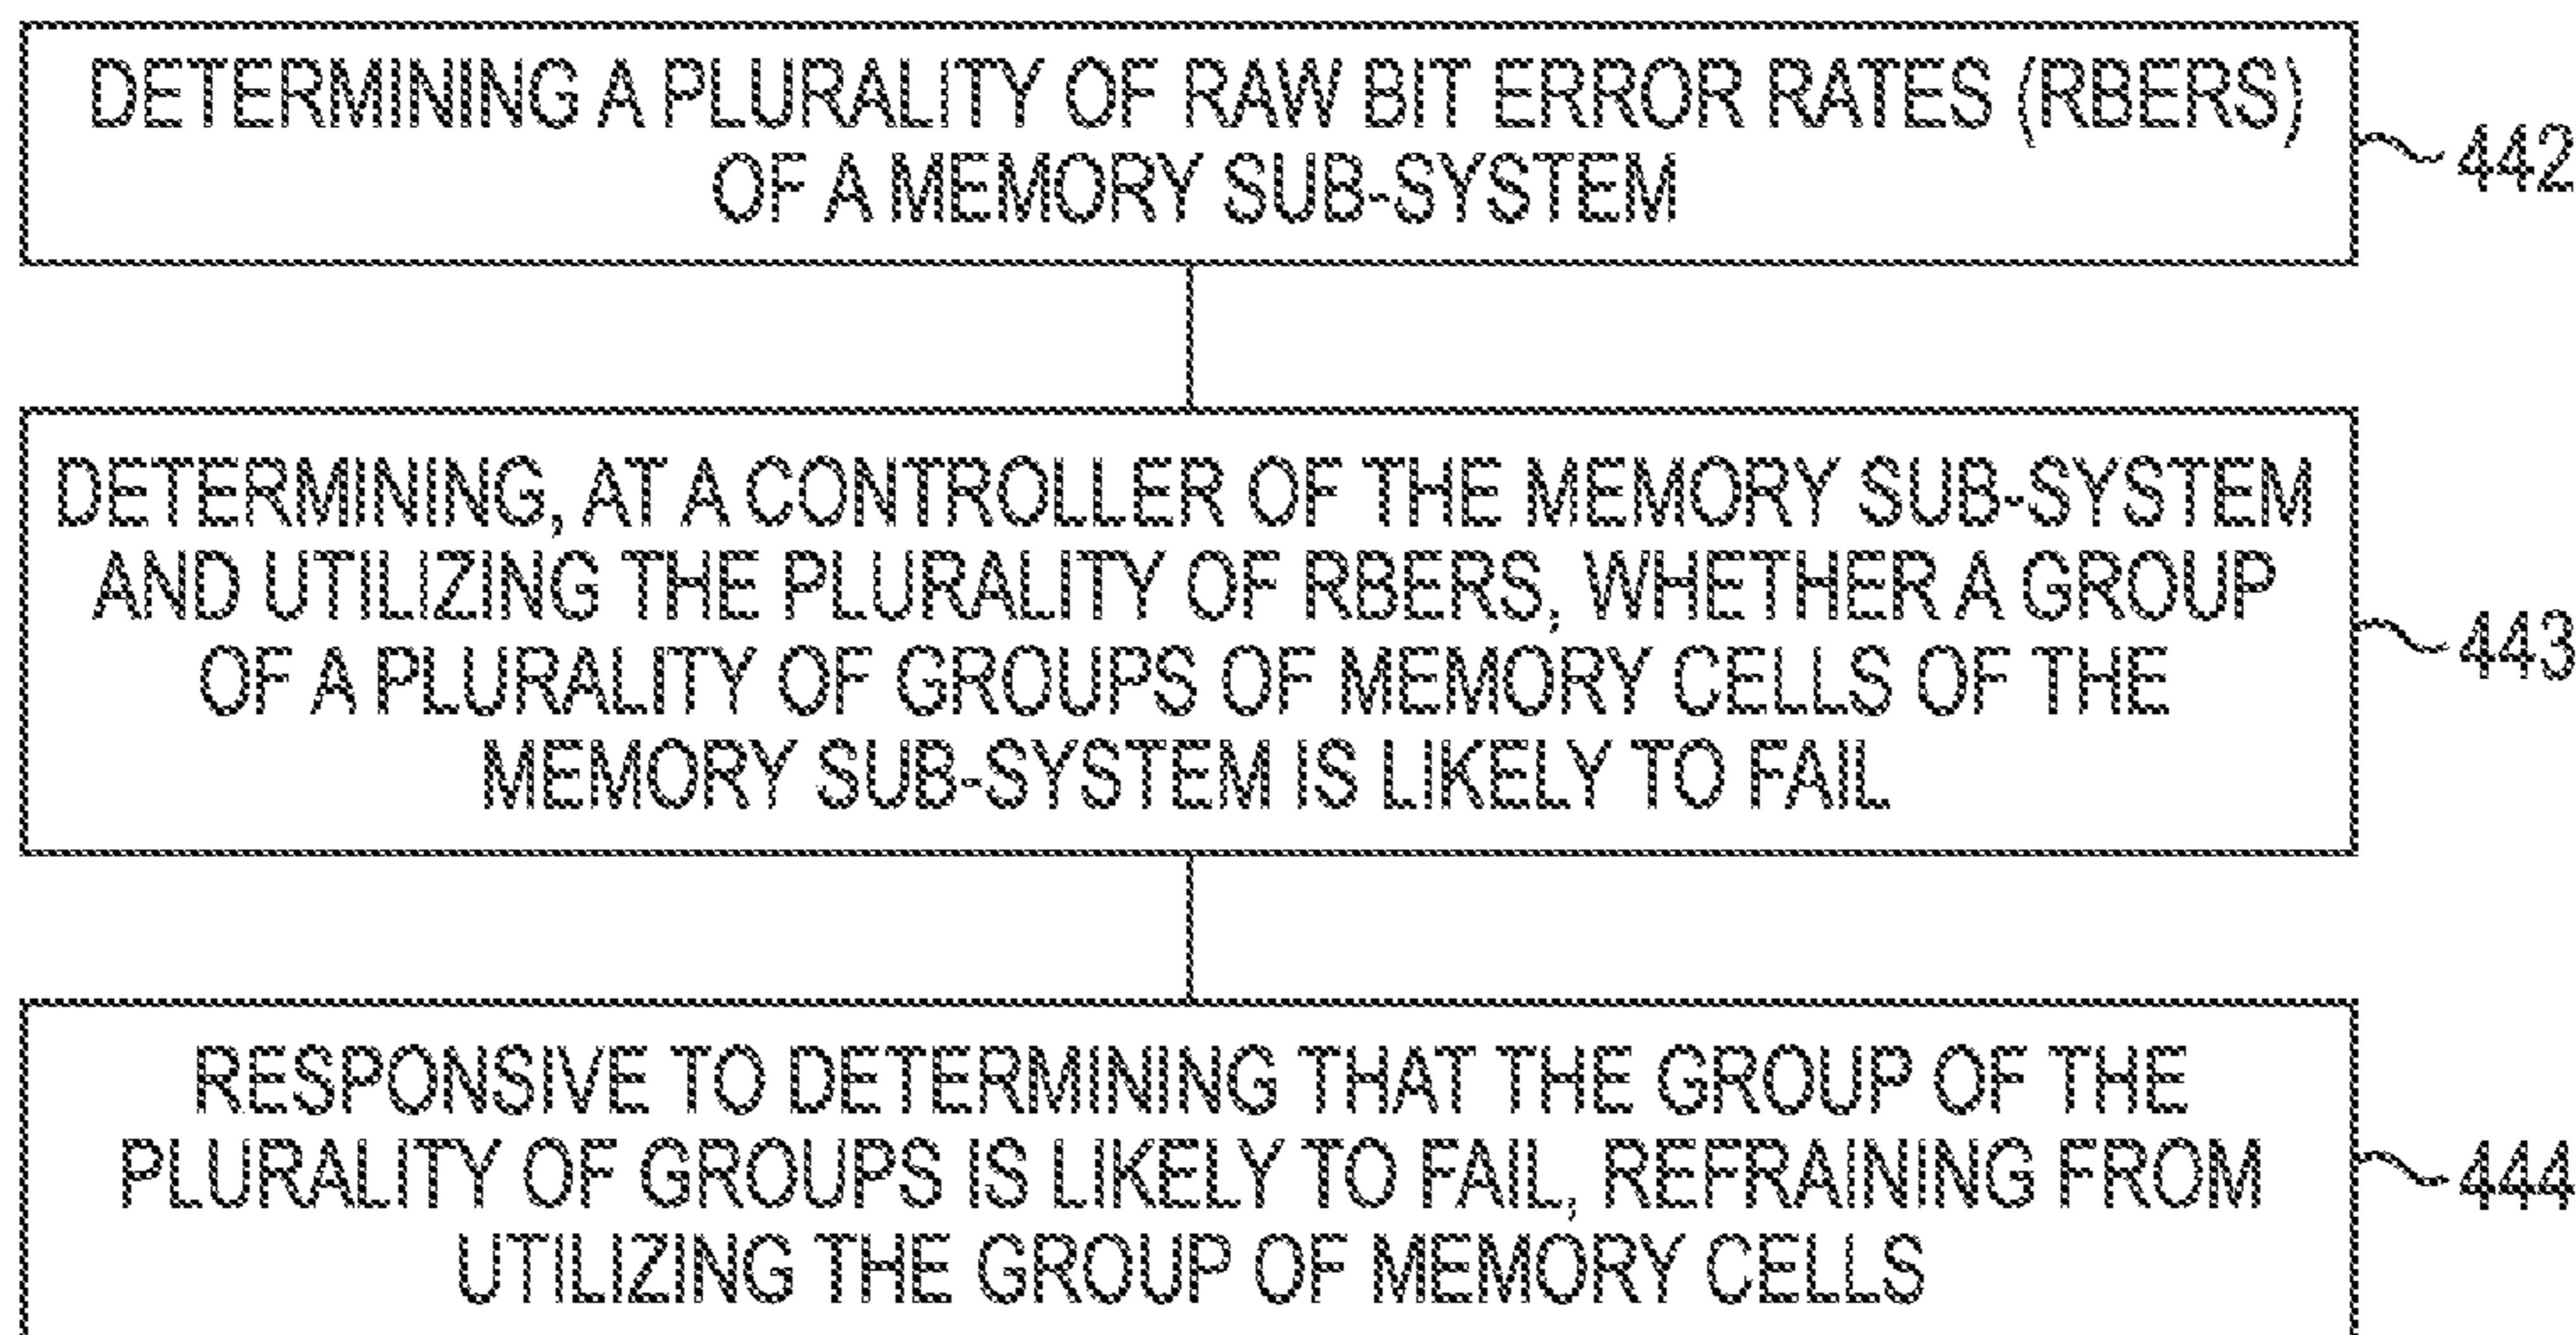 DETERMINING A PLURALITY OF RAW BIT ERROR RATES (RBERS)
OF A MEMORY SUB-SYSTEM
442
DETERMINING, AT A CONTROLLER OF THE MEMORY SUB-SYSTEM
AND UTILIZING THE PLURALITY OF RBERS, WHETHER A GROUP
OF A PLURALITY OF GROUPS OF MEMORY CELLS OF THE
MEMORY SUB-SYSTEM IS LIKELY TO FAIL
443
RESPONSIVE TO DETERMINING THAT THE GROUP OF THE
PLURALITY OF GROUPS IS LIKELY TO FAIL, REFRAINING FROM
UTILIZING THE GROUP OF MEMORY CELLS
444